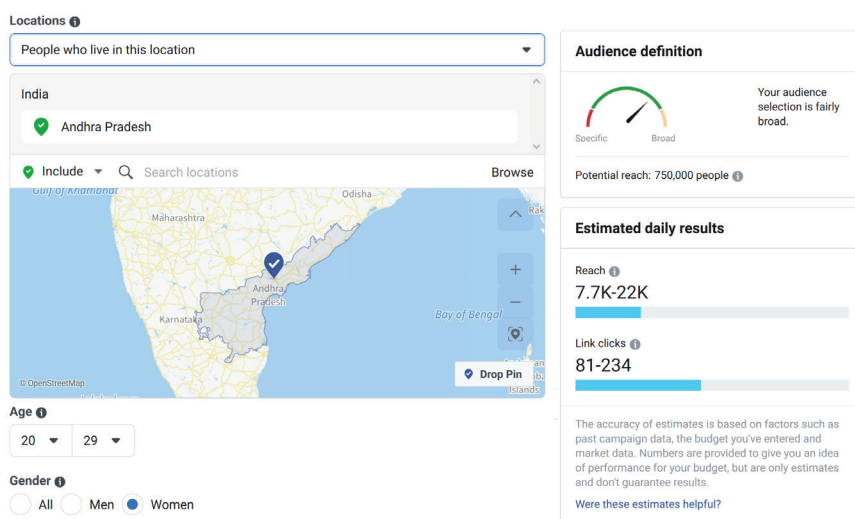 Locations
People who live in this location
India
Andhra Pradesh
Include
Search locations
Browse
Gulf of Khambhat
Odisha
Maharashtra
Rak
Andhra
Pradesh
Karnataka
Bay of Bengal
© OpenStreetMap
Drop Pin
Islands
Age
20
29
Gender
All
Men
Women
Audience definition
Specific
Broad
Your audience
selection is fairly
broad.
Potential reach: 750,000 people
Estimated daily results
Reach
7.7K-22K
Link clicks
81-234
The accuracy of estimates is based on factors such as
past campaign data, the budget you've entered and
market data. Numbers are provided to give you an idea
of performance for your budget, but are only estimates
and don't guarantee results.
Were these estimates helpful?